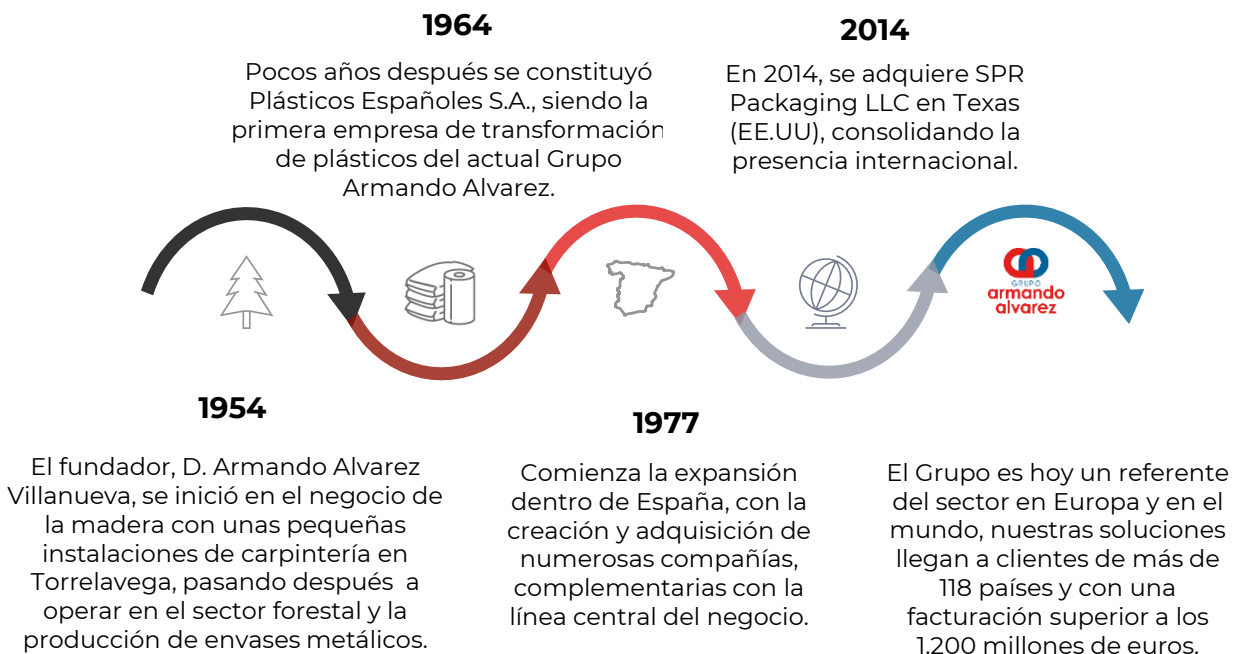 1964
Pocos años después se constituyó
Plásticos Españoles S.A., siendo la
primera empresa de transformación
de plásticos del actual Grupo
Armando Alvarez.
2014
En 2014, se adquiere SPR
Packaging LLC en Texas
(EE.UU), consolidando la
presencia internacional.
GRUPO
armando
alvarez
1954
El fundador, D. Armando Alvarez
Villanueva, se inició en el negocio de
la madera con unas pequeñas
instalaciones de carpintería en
Torrelavega, pasando después a
operar en el sector forestal y la
producción de envases metálicos.
1977
Comienza la expansión
dentro de España, con la
creación y adquisición de
numerosas compañías,
complementarias con la
línea central del negocio.
El Grupo es hoy un referente
del sector en Europa y en el
mundo, nuestras soluciones
llegan a clientes de más de
118 países y con una
facturación superior a los
1.200 millones de euros.